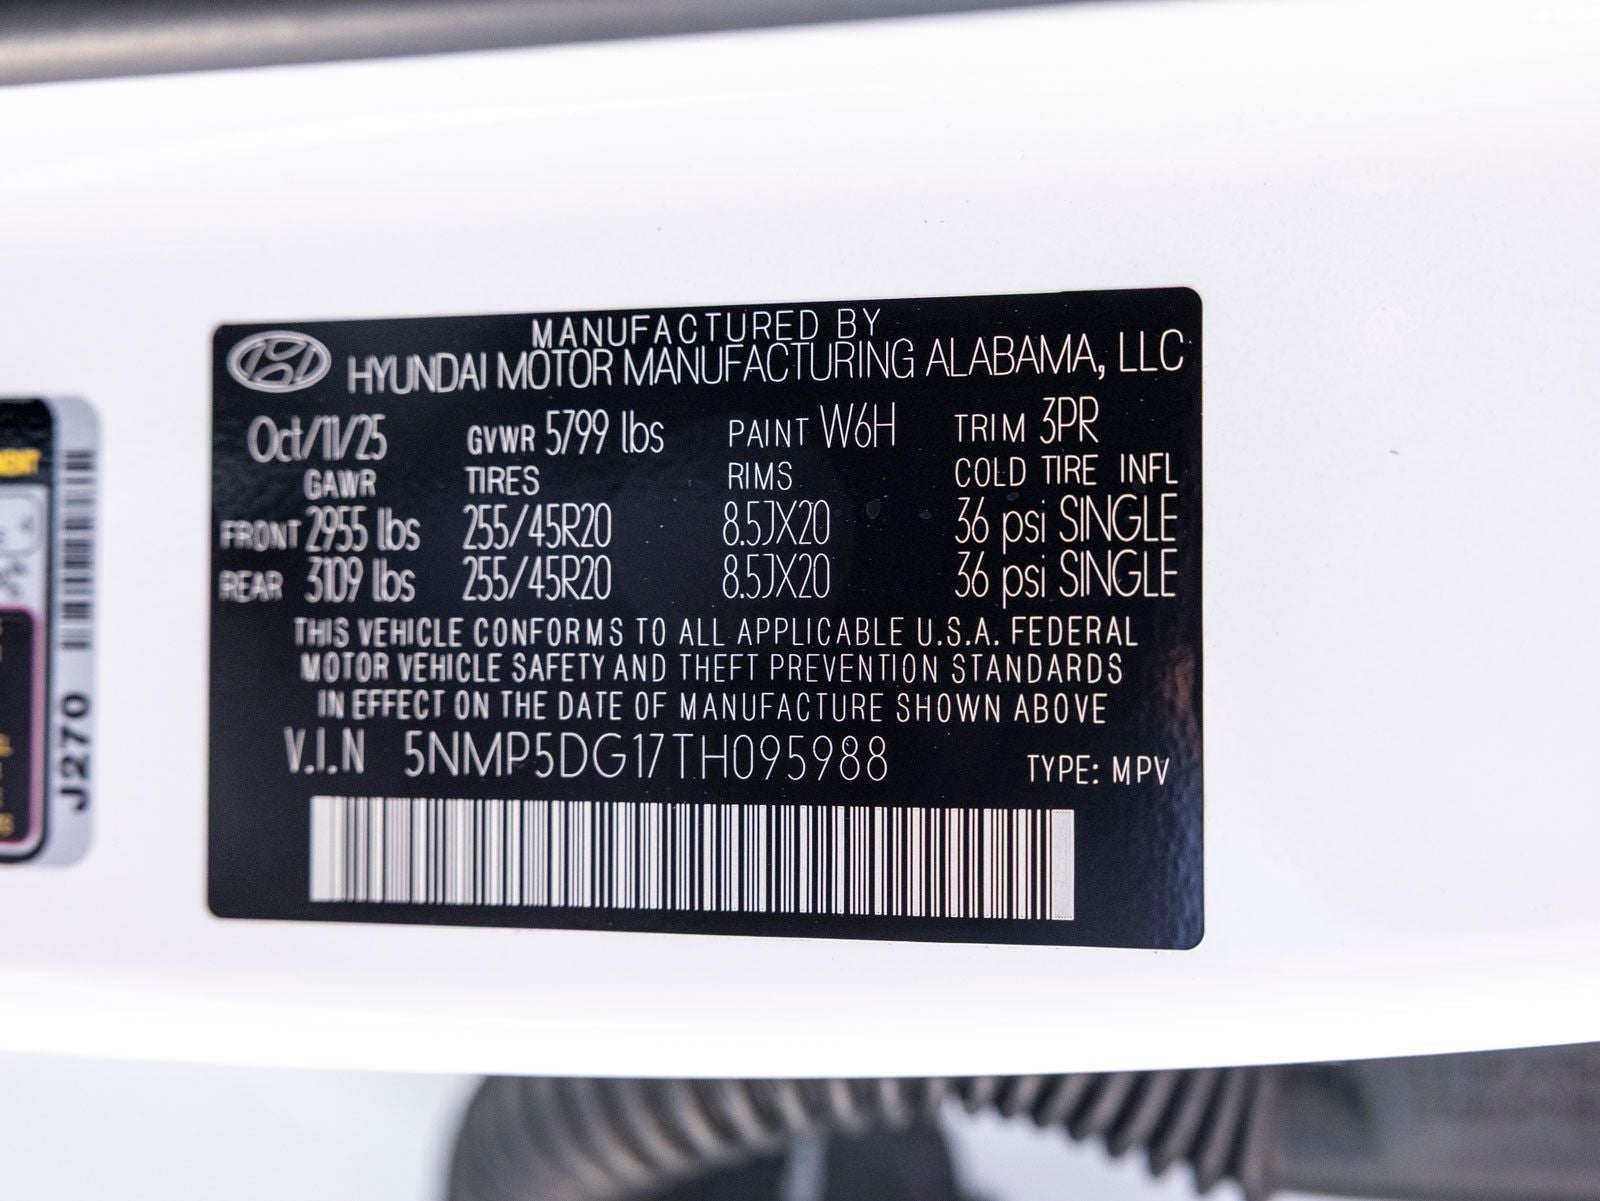 MANUFACTURED BY
HYUNDAI MOTOR MANUFACTURING ALABAMA, LLC
Oct/11/25 GVWR 5799 lbs PAINT W6H TRIM 3PR
GAWR TIRES RIMS COLD TIRE INFL
FRONT 2955 lbs 255/45R20 8.5JX20 36 psi SINGLE
REAR 3109 lbs 255/45R20 8.5JX20 36 psi SINGLE
THIS VEHICLE CONFORMS TO ALL APPLICABLE U.S.A. FEDERAL
MOTOR VEHICLE SAFETY AND THEFT PREVENTION STANDARDS
IN EFFECT ON THE DATE OF MANUFACTURE SHOWN ABOVE
V.I.N 5NMP5DG17TH095988 TYPE: MPV
J270